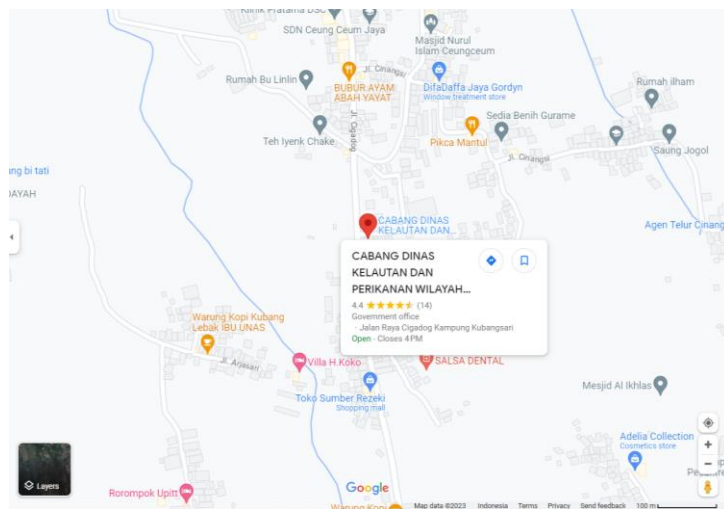 Klinik Pratama DSC
SDN Ceung Ceum Jaya
Masjid Nurul
Islam Ceungceum
Jl. Cinangsi
Rumah Bu Linlin
BUBUR AYAM
ABAH YAYAT
DifaDaffa Jaya Gordyn
Window treatment store
Rumah ilham
Jl. Cigadog
Sedia Benih Gurame
Teh Iyenk Chake
Pikca Mantul
Jl. Cinangsi
Saung Jogol
ng bi tati
DAYAH
CABANG DINAS
KELAUTAN DAN...
Agen Telur Cinang
CABANG DINAS
KELAUTAN DAN
PERIKANAN WILAYAH...
4.4 (14)
Government office
· Jalan Raya Cigadog Kampung Kubangsari
Open · Closes 4 PM
Warung Kopi Kubang
Lebak IBU UNAS
Jl. Arjasari
Villa H.Koko
SALSA DENTAL
Toko Sumber Rezeki
Shopping mall
Mesjid Al Ikhlas
Adelia Collection
Cosmetics store
Layers
Rorompok Upitt
Google
Warung Kopi
Map data ©2023 Indonesia Terms Privacy Send feedback 100 m